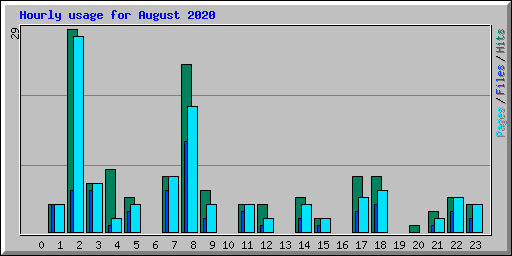 Hourly usage for August 2020
29
Pages/Files/Hits
0 1 2 3 4 5 6 7 8 9 10 11 12 13 14 15 16 17 18 19 20 21 22 23